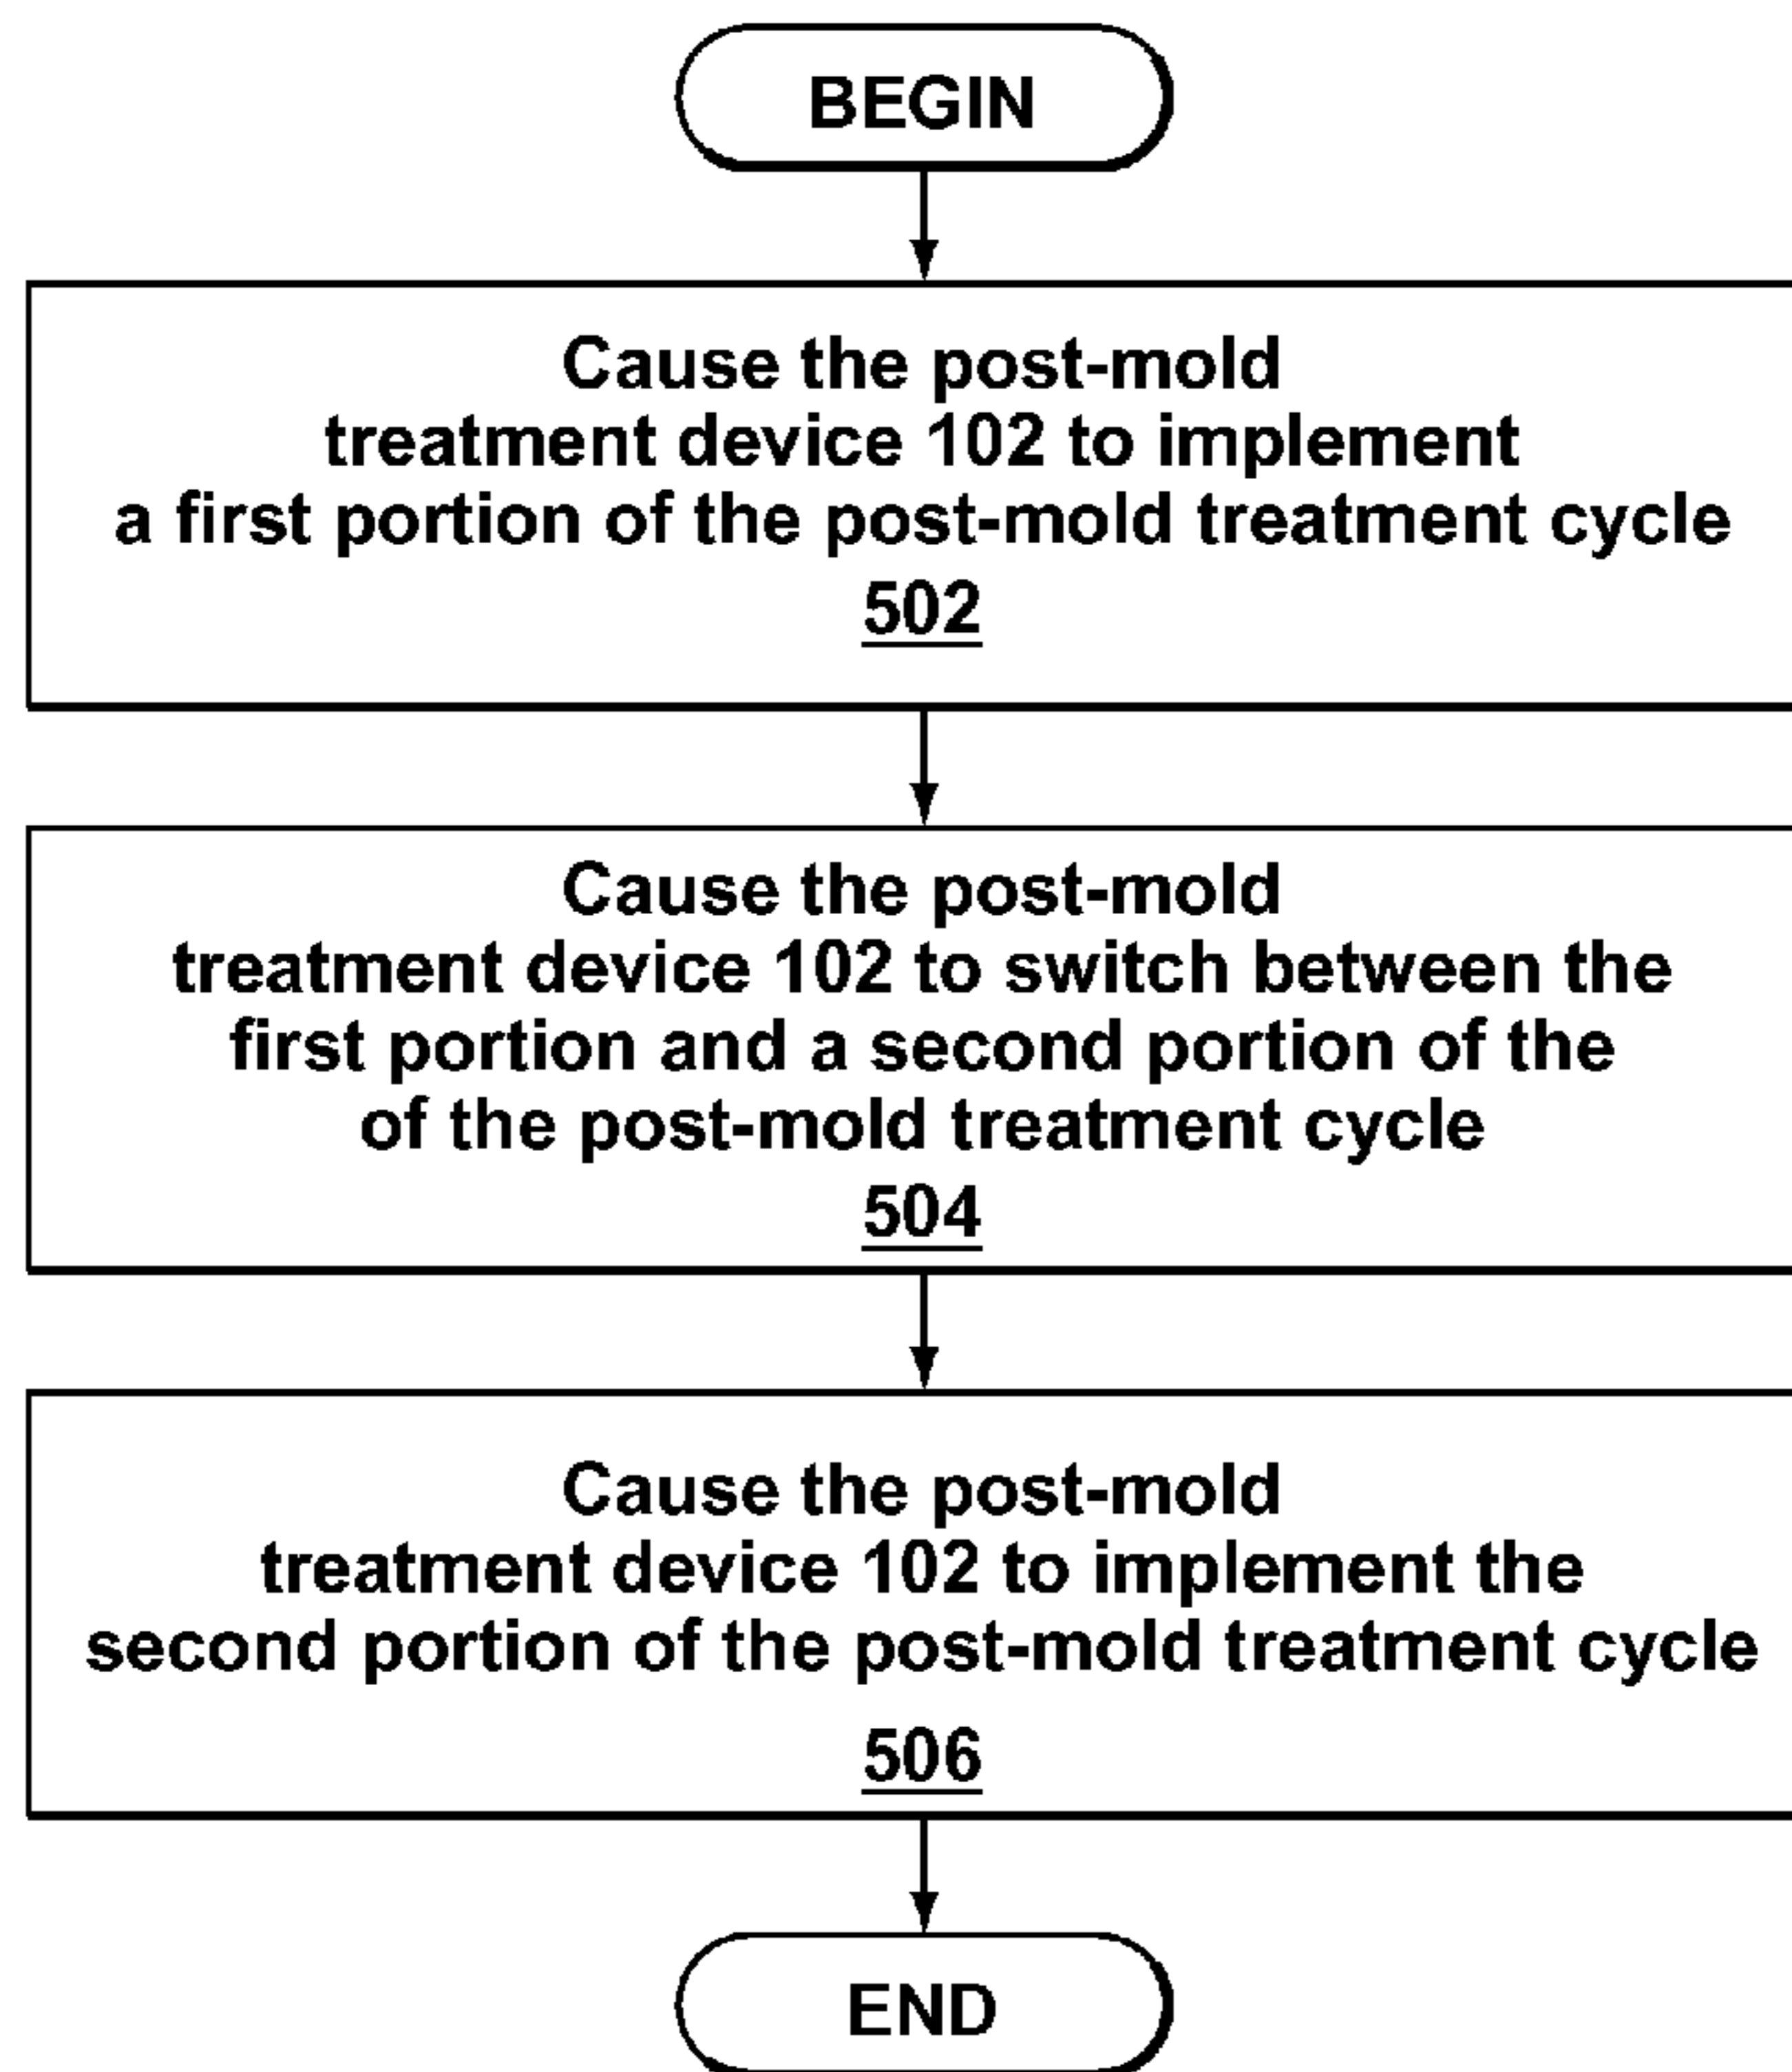 BEGIN
Cause the post-mold
treatment device 102 to implement
a first portion of the post-mold treatment cycle
502
Cause the post-mold
treatment device 102 to switch between the
first portion and a second portion of the
of the post-mold treatment cycle
504
Cause the post-mold
treatment device 102 to implement the
second portion of the post-mold treatment cycle
506
END